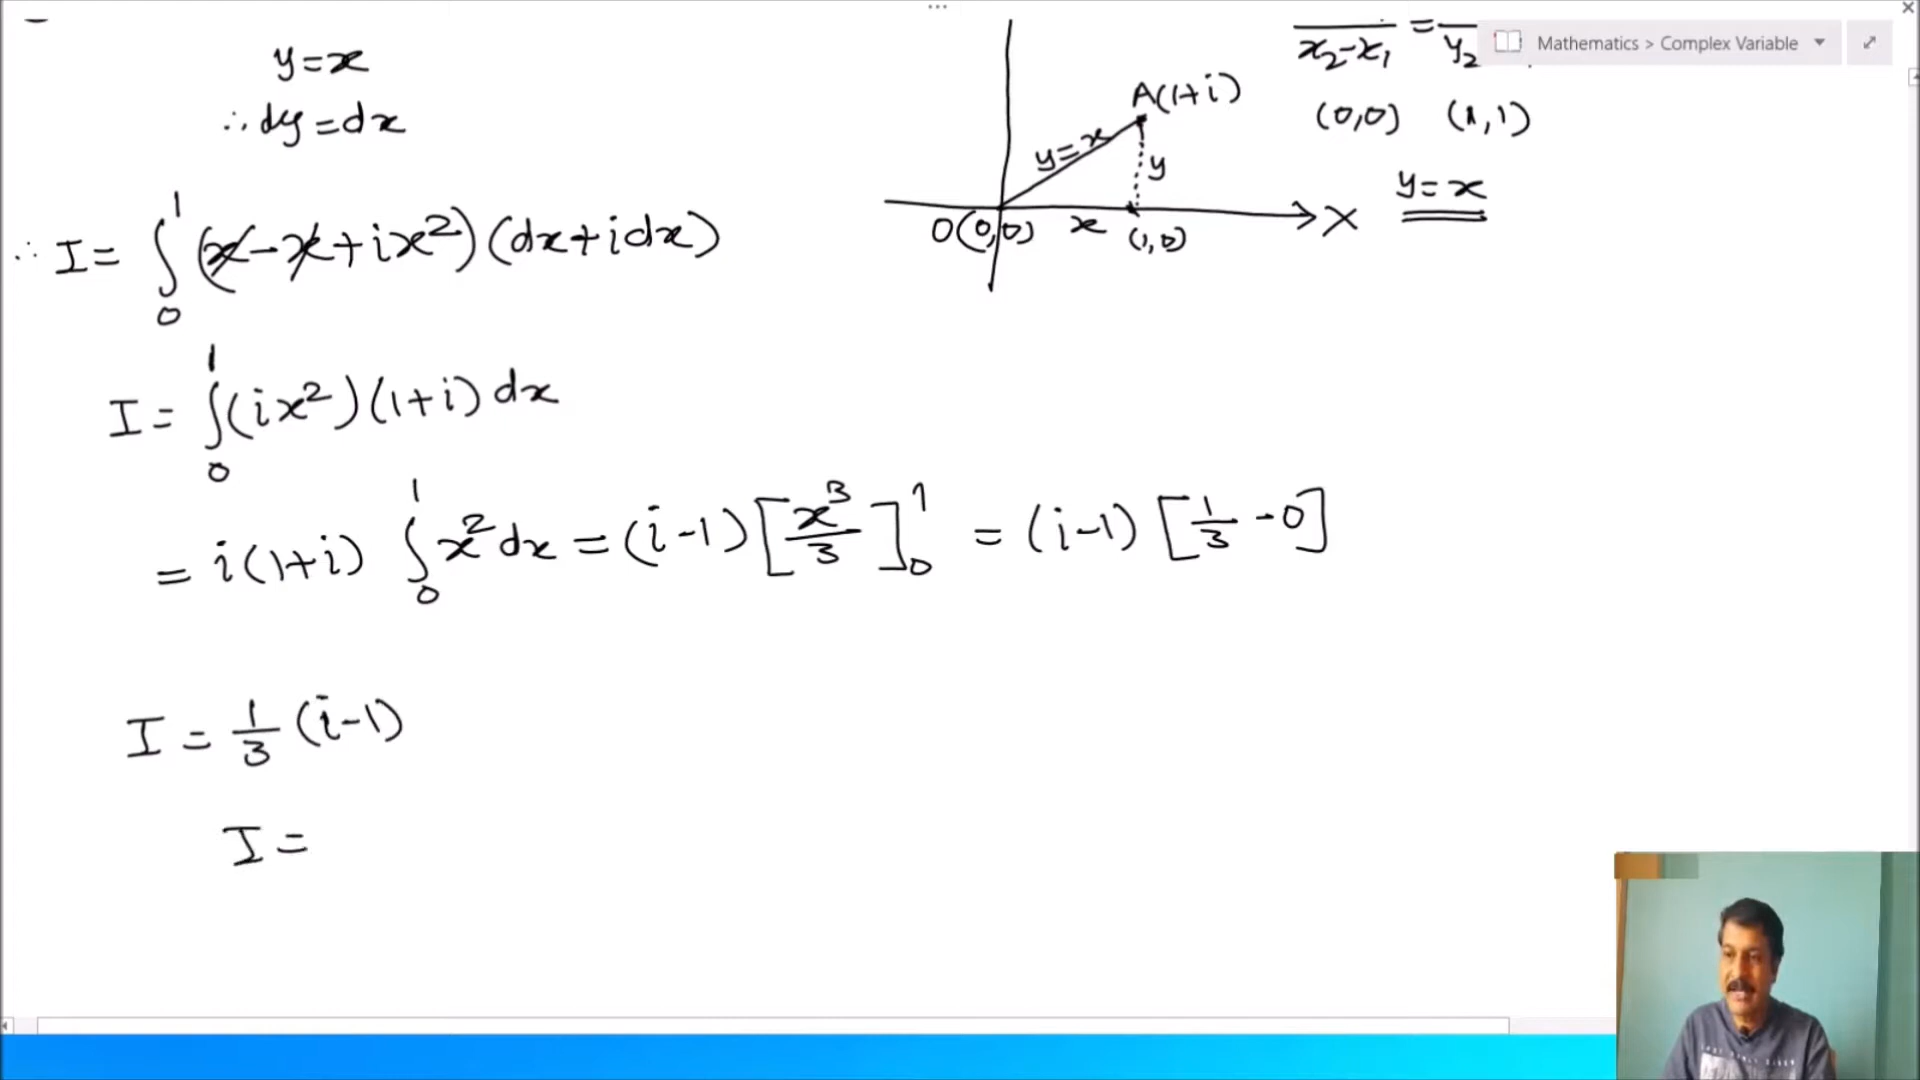 Mathematics > Complex Variable
y=x
∴ dy=dx
x₂-x₁ = y₂
A(1+i)
(0,0) (1,1)
y=x
y
y=x
O(0,0) x (1,0) X
∴ I= ∫₀¹ (x-x+ix²)(dx+idx)
I= ∫₀¹ (ix²)(1+i) dx
= i(1+i) ∫₀¹ x²dx = (i-1) [x³/3]₀¹ = (i-1) [1/3 -0]
I = 1/3 (i-1)
I =